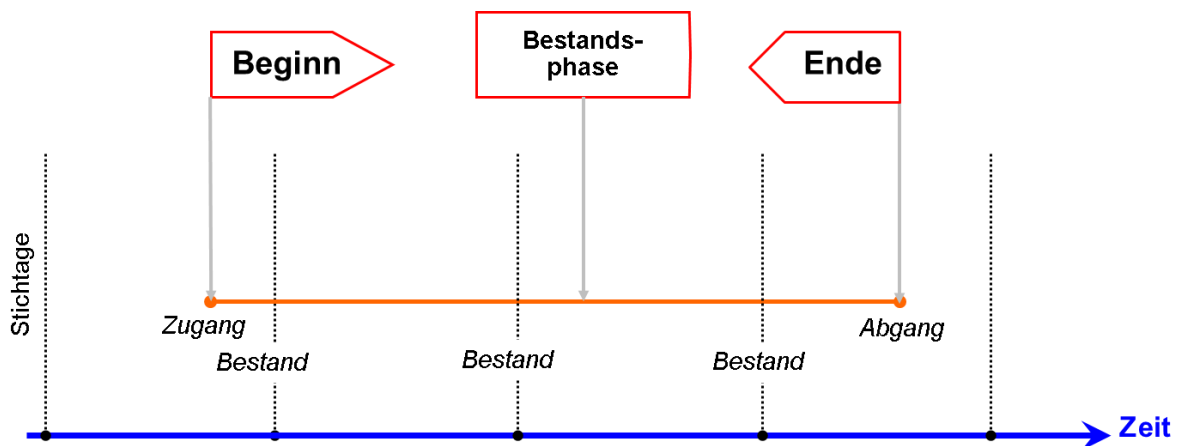 Beginn
Bestands-
phase
Ende
Stichtage
Zugang
Abgang
Bestand
Bestand
Bestand
Zeit